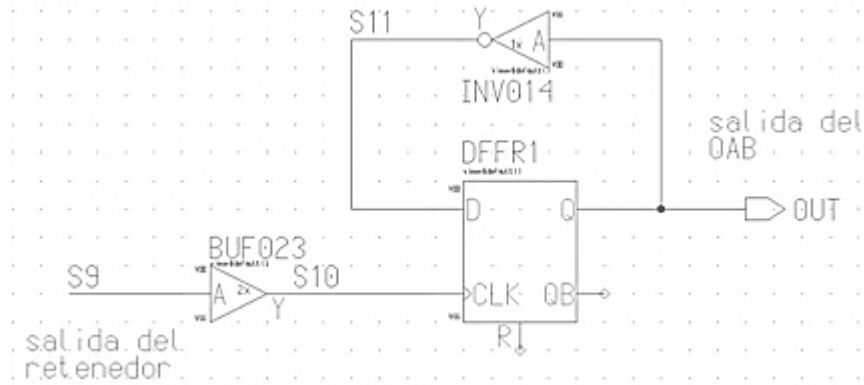 S11
Y
1x
A
INV014
salida del
OAB
DFFR1
D
Q
OUT
BUF023
S9
A
2x
Y
S10
CLK
QB
R
salida del
retenedor